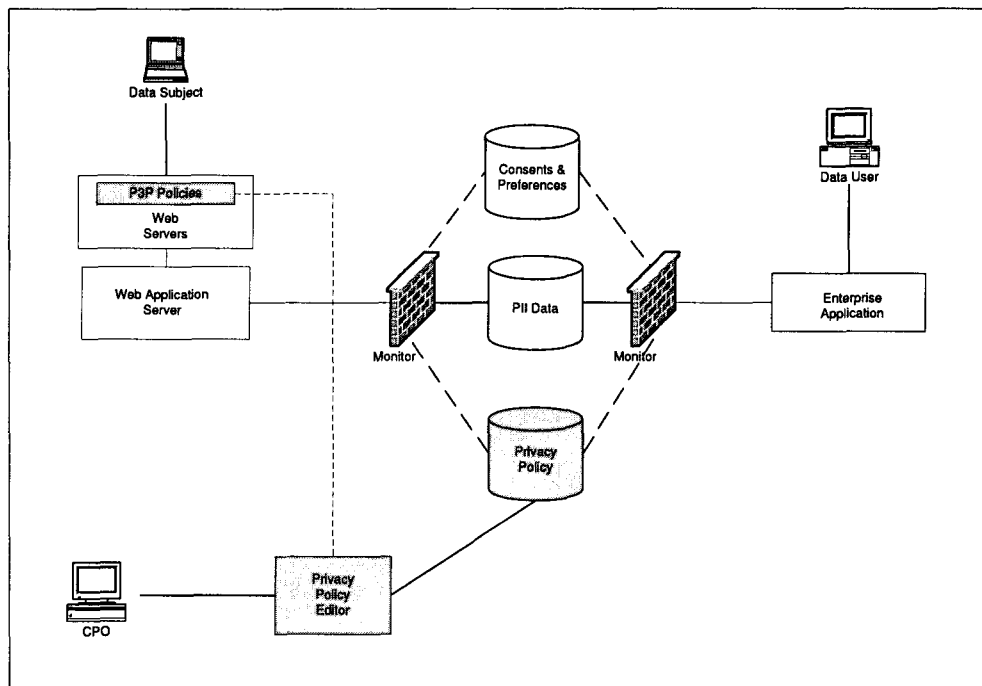 Data Subject
P3P Policies
Web
Servers
Web Application
Server
Consents &
Preferences
PII Data
Monitor
Monitor
Privacy
Policy
Data User
Enterprise
Application
Privacy
Policy
Editor
CPO